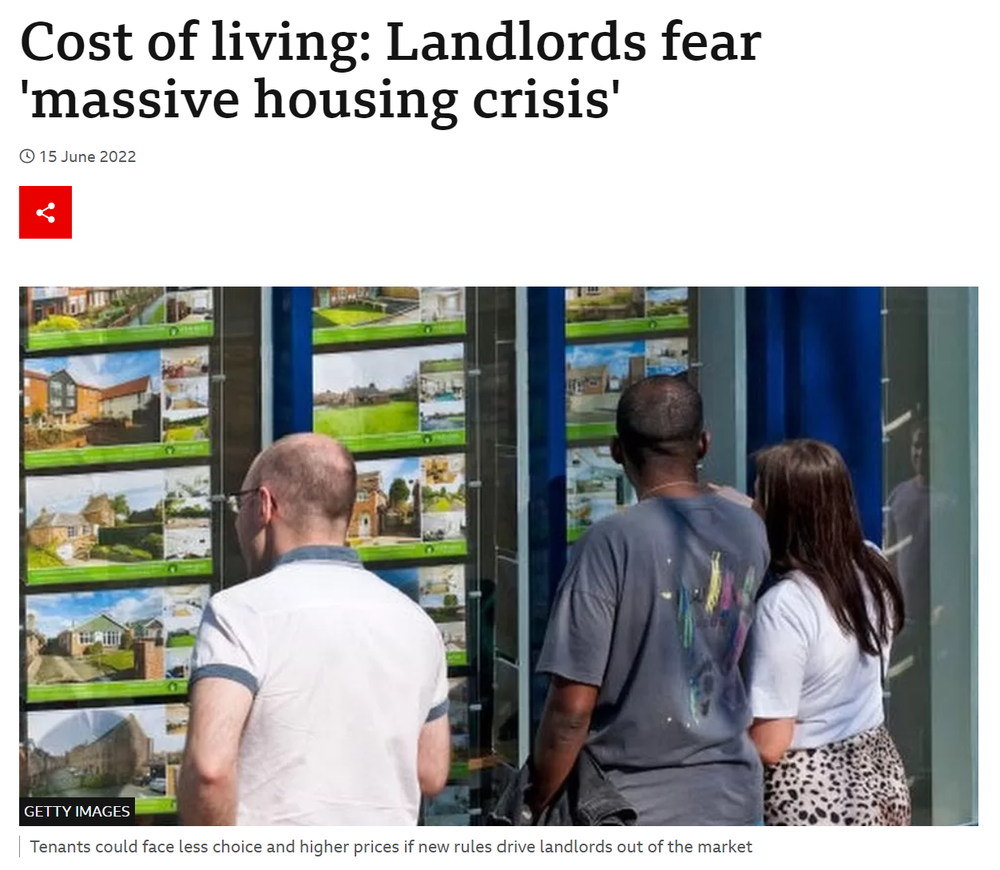 Cost of living: Landlords fear
'massive housing crisis'
15 June 2022
GETTY IMAGES
Tenants could face less choice and higher prices if new rules drive landlords out of the market